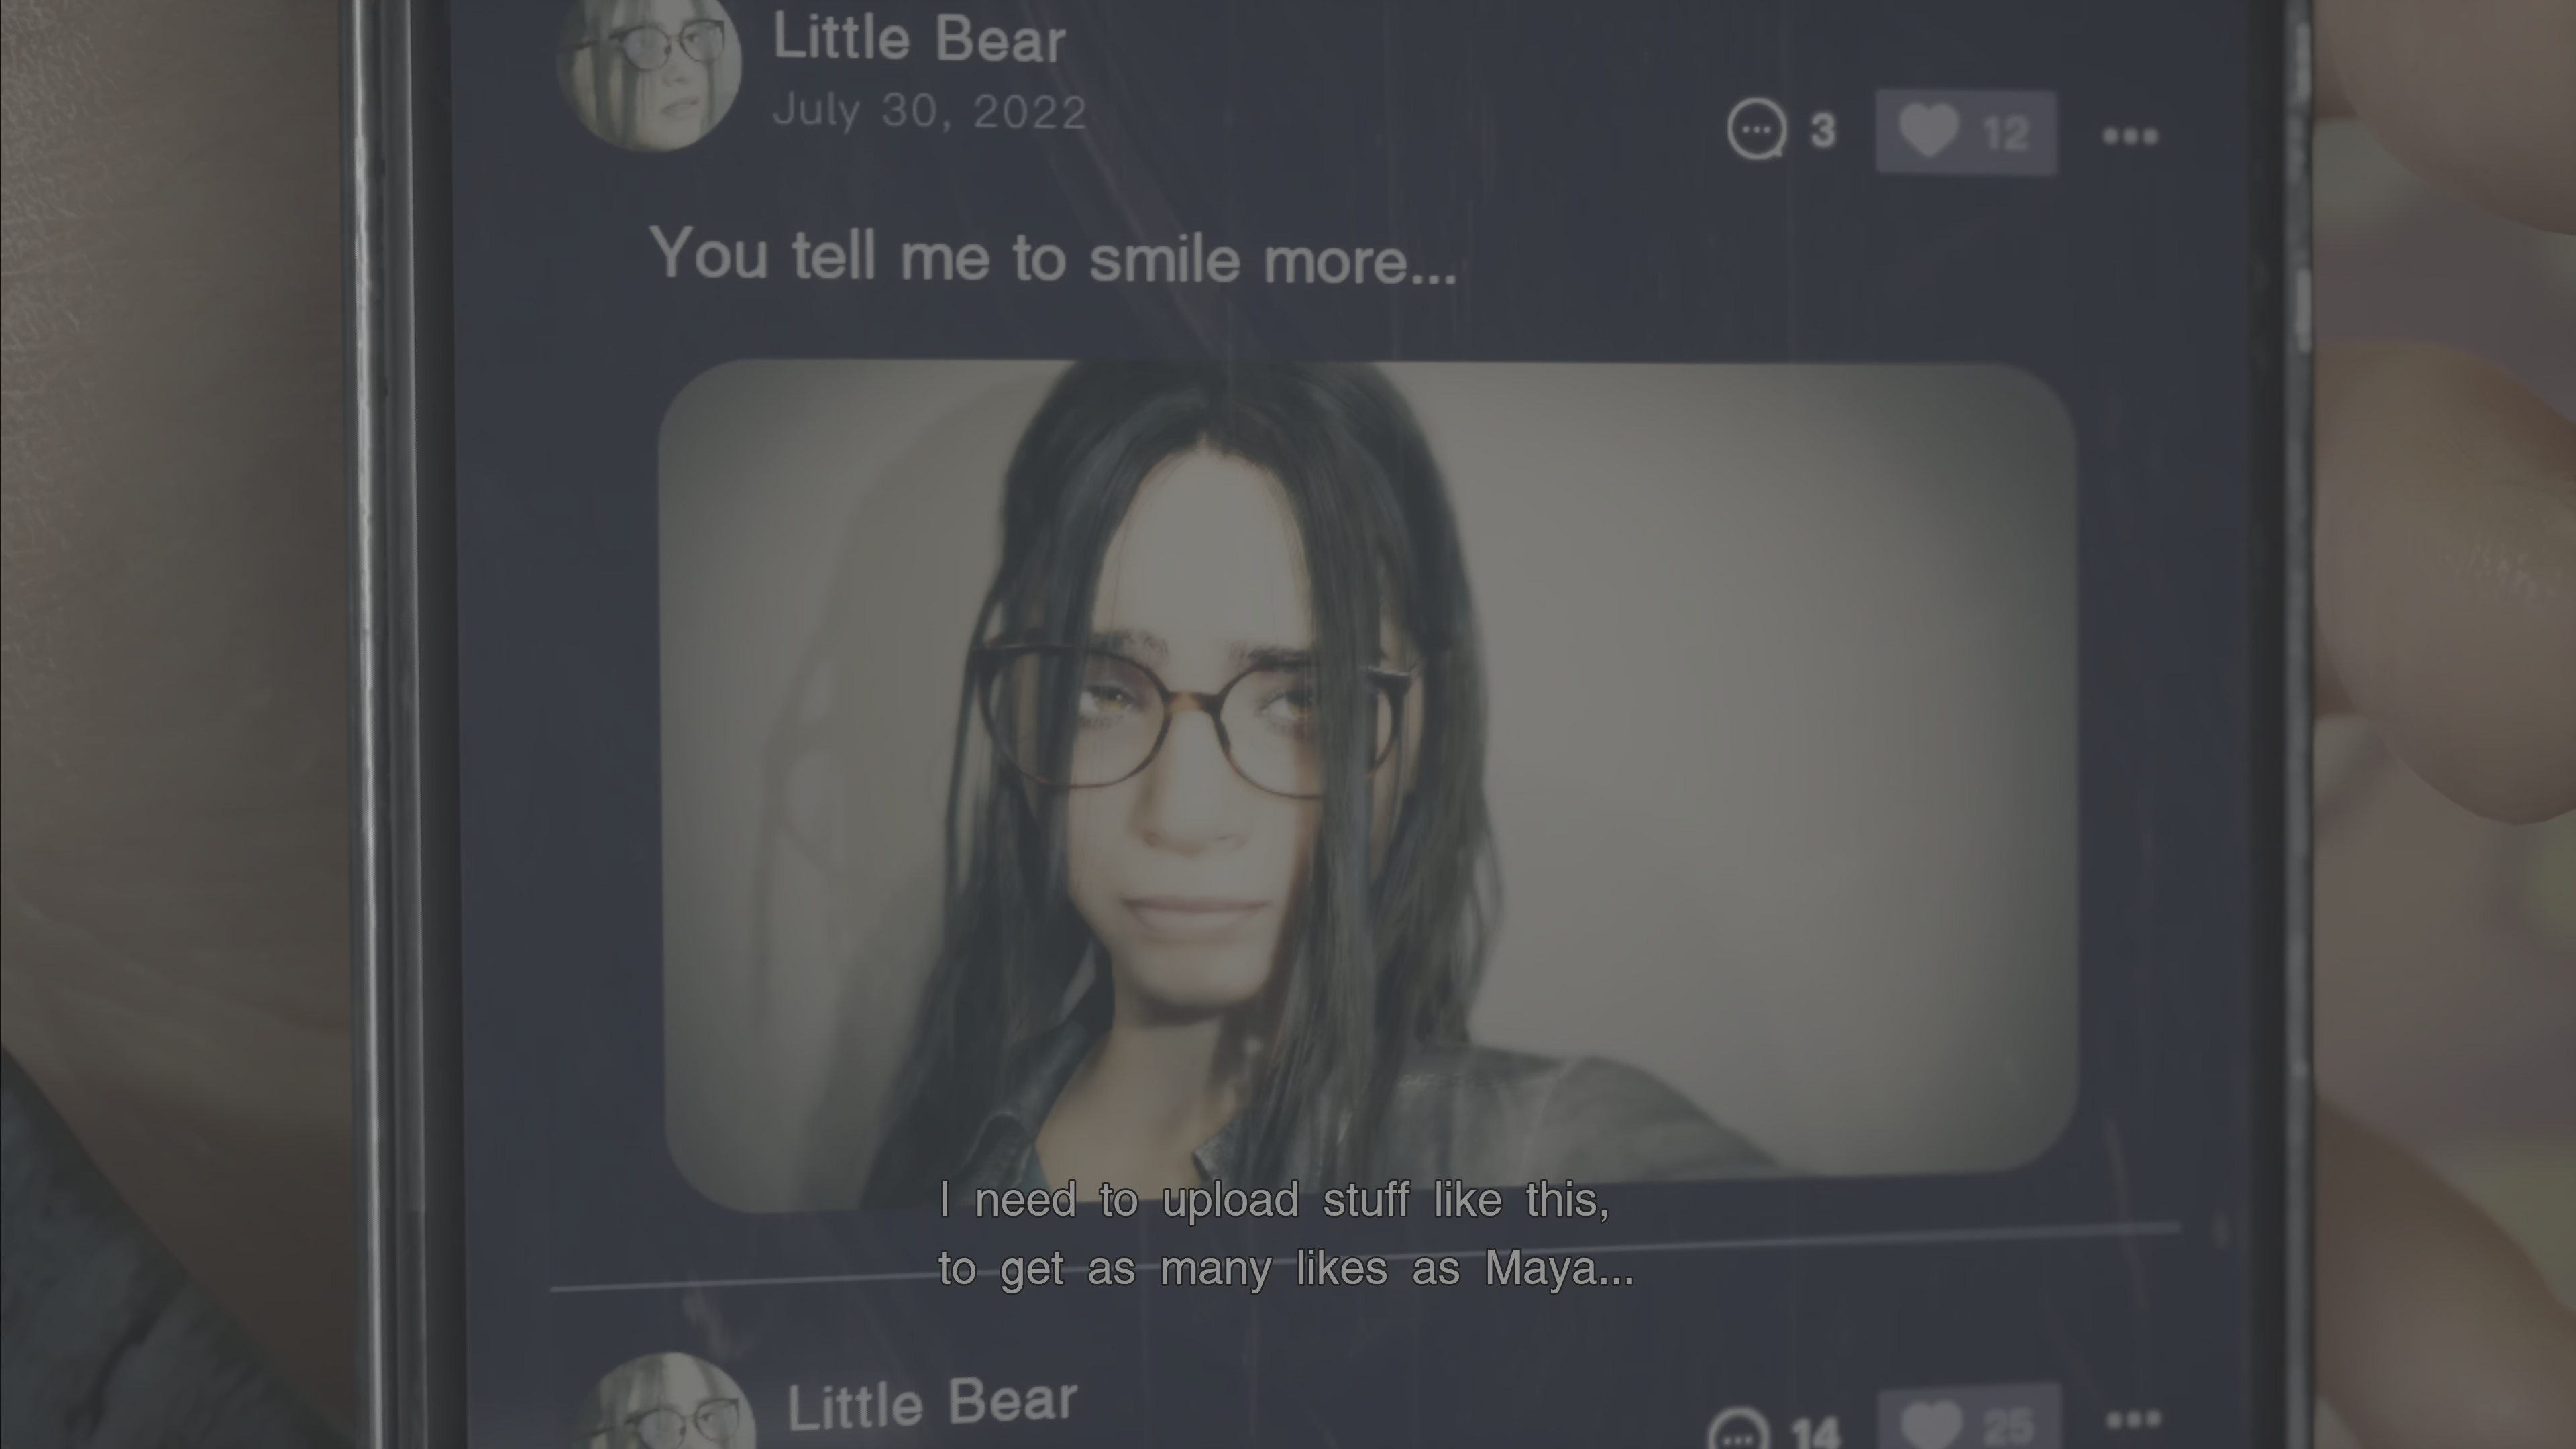 Little Bear
July 30, 2022
3
12
You tell me to smile more...
I need to upload stuff like this,
to get as many likes as Maya...
Little Bear
14
25